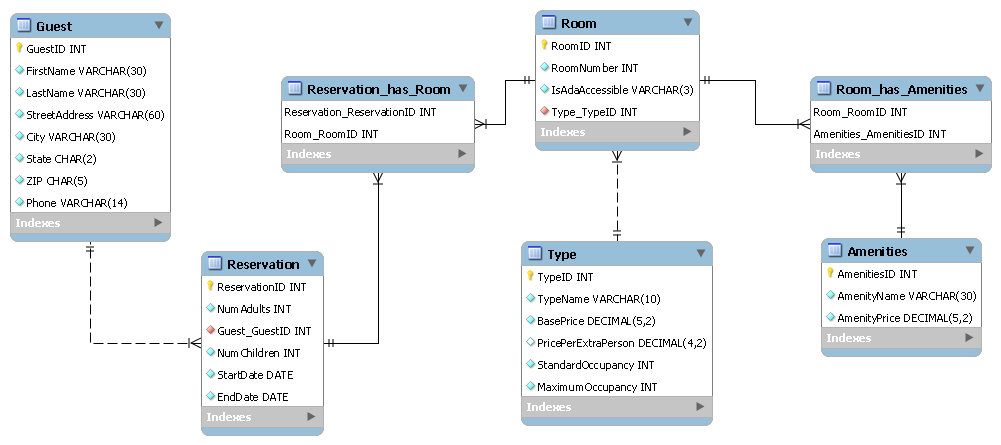 Guest
GuestID INT
FirstName VARCHAR(30)
LastName VARCHAR(30)
StreetAddress VARCHAR(60)
City VARCHAR(30)
State CHAR(2)
ZIP CHAR(5)
Phone VARCHAR(14)
Indexes
Reservation
ReservationID INT
NumAdults INT
Guest_GuestID INT
NumChildren INT
StartDate DATE
EndDate DATE
Indexes
Reservation_has_Room
Reservation_ReservationID INT
Room_RoomID INT
Indexes
Room
RoomID INT
RoomNumber INT
IsAdaAccessible VARCHAR(3)
Type_TypeID INT
Indexes
Type
TypeID INT
TypeName VARCHAR(10)
BasePrice DECIMAL(5,2)
PricePerExtraPerson DECIMAL(4,2)
StandardOccupancy INT
MaximumOccupancy INT
Indexes
Room_has_Amenities
Room_RoomID INT
Amenities_AmenitiesID INT
Indexes
Amenities
AmenitiesID INT
AmenityName VARCHAR(30)
AmenityPrice DECIMAL(5,2)
Indexes